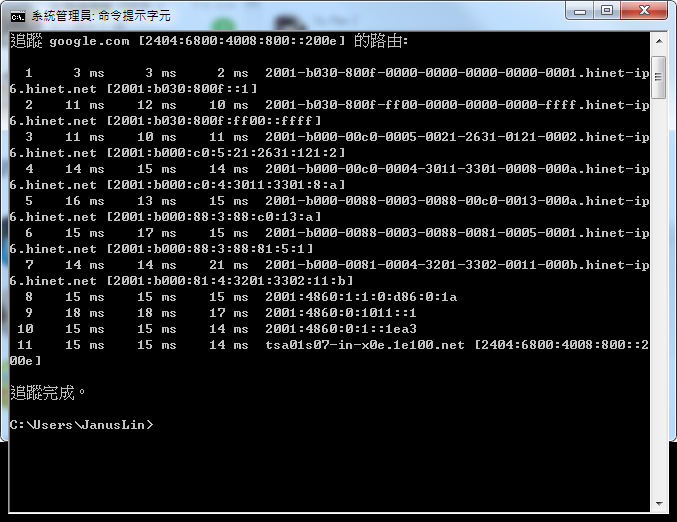 系統管理員: 命令提示字元
追蹤 google.com [2404:6800:4008:800::200e] 的路由:
1 3 ms 3 ms 2 ms 2001-b030-800f-0000-0000-0000-0000-0001.hinet-ip
6.hinet.net [2001:b030:800f::1]
2 11 ms 12 ms 10 ms 2001-b030-800f-ff00-0000-0000-0000-ffff.hinet-ip
6.hinet.net [2001:b030:800f:ff00::ffff]
3 11 ms 10 ms 11 ms 2001-b000-00c0-0005-0021-2631-0121-0002.hinet-ip
6.hinet.net [2001:b000:c0:5:21:2631:121:2]
4 14 ms 15 ms 14 ms 2001-b000-00c0-0004-3011-3301-0008-000a.hinet-ip
6.hinet.net [2001:b000:c0:4:3011:3301:8:a]
5 16 ms 13 ms 15 ms 2001-b000-0088-0003-0088-00c0-0013-000a.hinet-ip
6.hinet.net [2001:b000:88:3:88:c0:13:a]
6 15 ms 17 ms 15 ms 2001-b000-0088-0003-0088-0081-0005-0001.hinet-ip
6.hinet.net [2001:b000:88:3:88:81:5:1]
7 14 ms 14 ms 21 ms 2001-b000-0081-0004-3201-3302-0011-000b.hinet-ip
6.hinet.net [2001:b000:81:4:3201:3302:11:b]
8 15 ms 15 ms 15 ms 2001:4860:1:1:0:d86:0:1a
9 18 ms 18 ms 17 ms 2001:4860:0:1011::1
10 15 ms 15 ms 14 ms 2001:4860:0:1::1ea3
11 15 ms 15 ms 14 ms tsa01s07-in-x0e.1e100.net [2404:6800:4008:800::2
00e]
追蹤完成。
C:\Users\JanusLin>